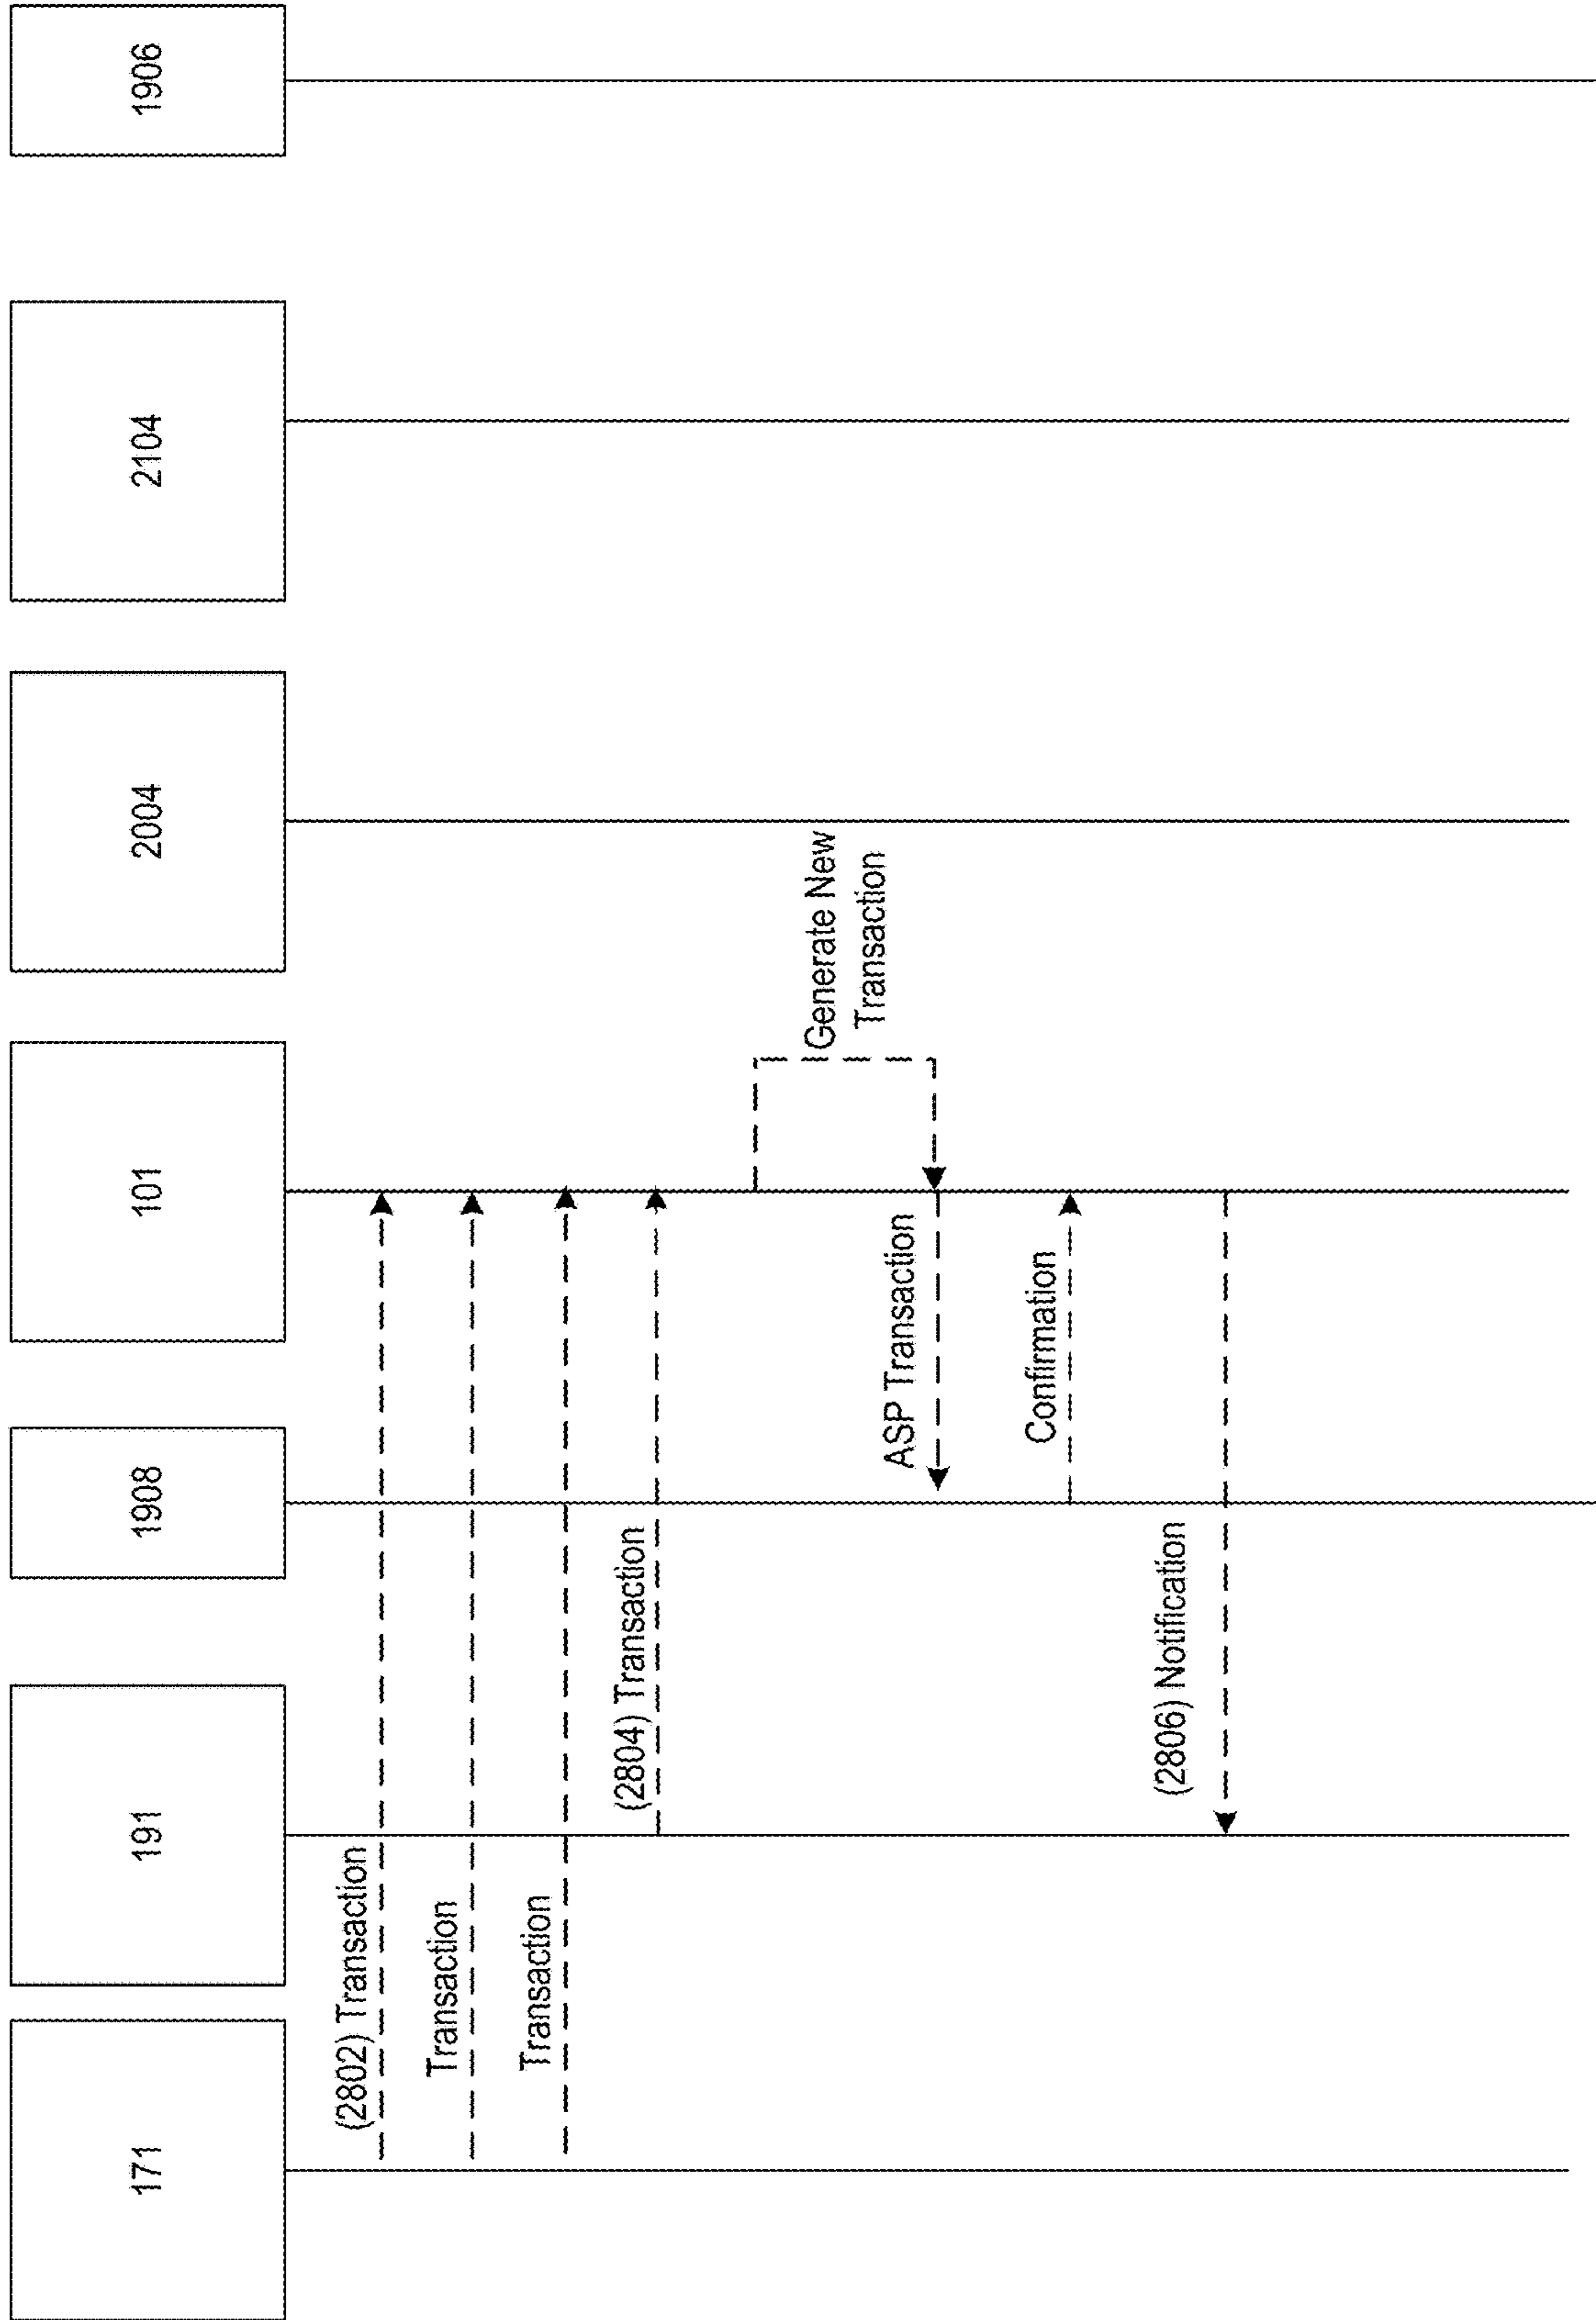 171
191
1908
101
2004
2104
1906
(2802) Transaction
Transaction
Transaction
(2804) Transaction
Generate New
Transaction
ASP Transaction
Confirmation
(2806) Notification